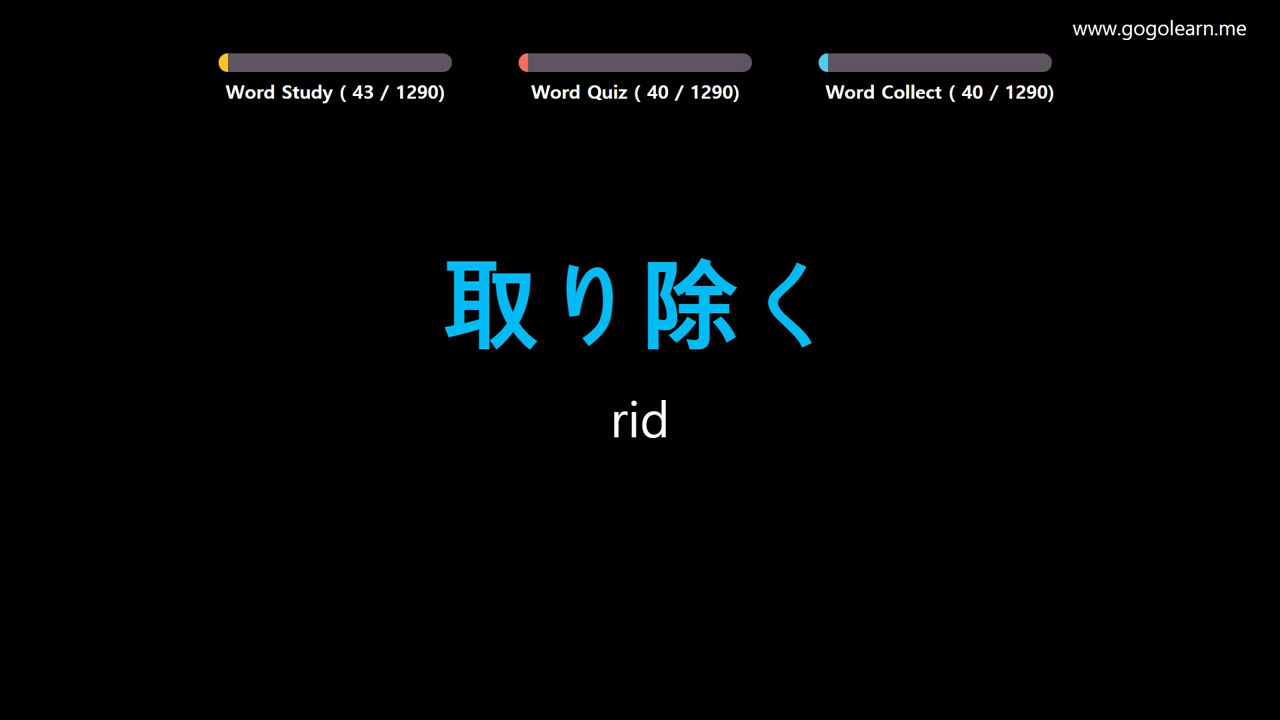 www.gogolearn.me
Word Study ( 43 / 1290)
Word Quiz ( 40 / 1290)
Word Collect ( 40 / 1290)
取り除く
rid